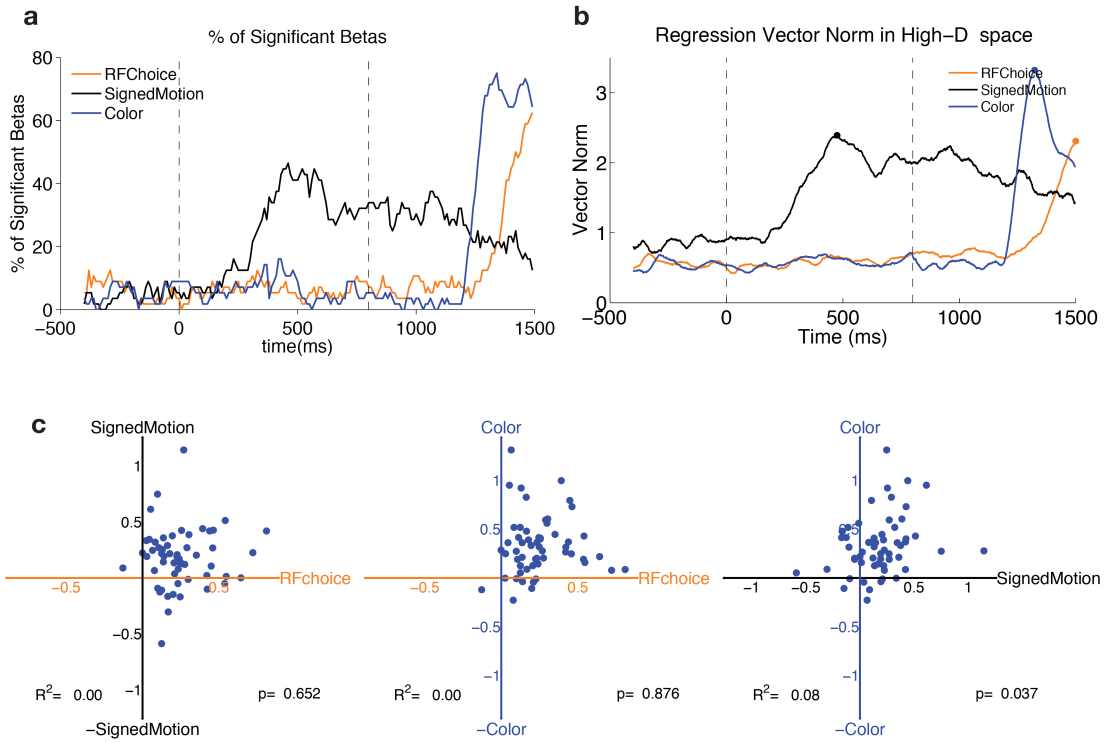 a
% of Significant Betas
RFChoice
SignedMotion
Color
% of Significant Betas
80
60
40
20
0
−500
0
500
1000
1500
time(ms)
b
Regression Vector Norm in High−D space
RFChoice
SignedMotion
Color
Vector Norm
3
2
1
0
−500
0
500
1000
1500
Time (ms)
c
SignedMotion
1
0.5
−0.5
0.5
RFchoice
−0.5
−1
R2= 0.00
p= 0.652
−SignedMotion
Color
1
0.5
−0.5
0.5
RFchoice
−0.5
−1
R2= 0.00
p= 0.876
−Color
Color
1
0.5
−1
−0.5
0.5
1
SignedMotion
−0.5
−1
R2= 0.08
p= 0.037
−Color